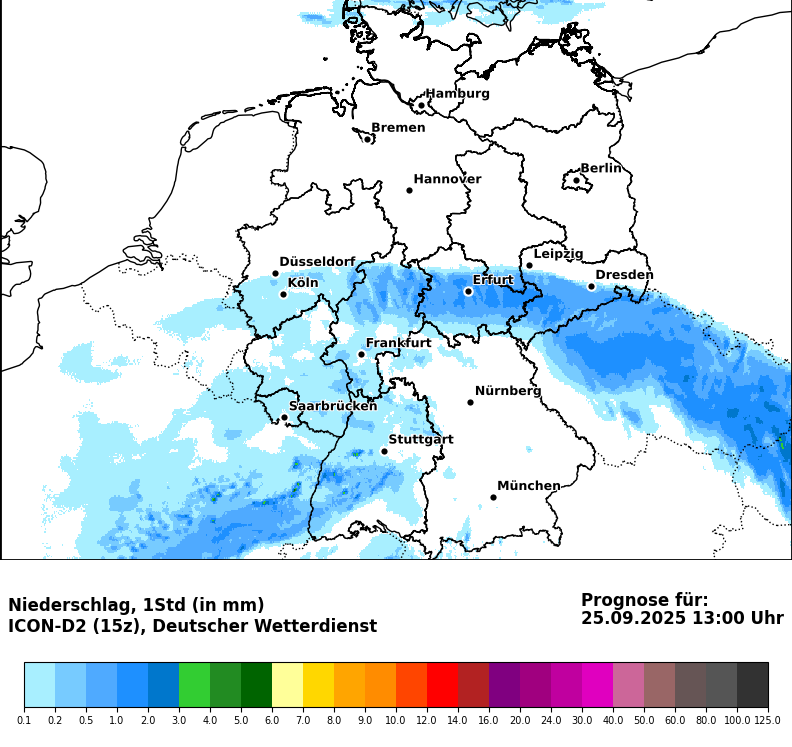 Hamburg
Bremen
Berlin
Hannover
Leipzig
Düsseldorf
Dresden
Köln
Erfurt
Frankfurt
Nürnberg
Saarbrücken
Stuttgart
München
Niederschlag, 1Std (in mm)
ICON-D2 (15z), Deutscher Wetterdienst
Prognose für:
25.09.2025 13:00 Uhr
0.1 0.2 0.5 1.0 2.0 3.0 4.0 5.0 6.0 7.0 8.0 9.0 10.0 12.0 14.0 16.0 20.0 24.0 30.0 40.0 50.0 60.0 80.0 100.0 125.0